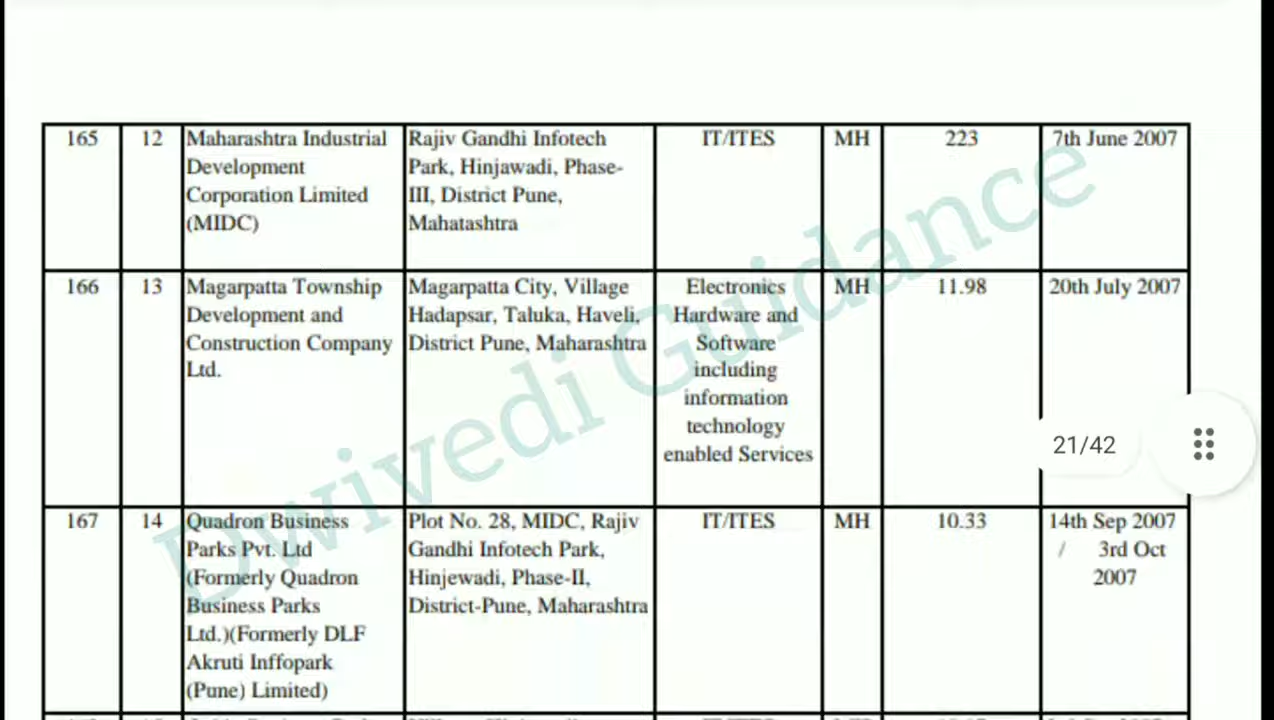 165
12
Maharashtra Industrial
Development
Corporation Limited
(MIDC)
Rajiv Gandhi Infotech
Park, Hinjawadi, Phase-
III, District Pune,
Mahatashtra
IT/ITES
MH
223
7th June 2007
166
13
Magarpatta Township
Development and
Construction Company
Ltd.
Magarpatta City, Village
Hadapsar, Taluka, Haveli,
District Pune, Maharashtra
Electronics
Hardware and
Software
including
information
technology
enabled Services
MH
11.98
20th July 2007
21/42
167
14
Quadron Business
Parks Pvt. Ltd
(Formerly Quadron
Business Parks
Ltd.)(Formerly DLF
Akruti Inffopark
(Pune) Limited)
Plot No. 28, MIDC, Rajiv
Gandhi Infotech Park,
Hinjewadi, Phase-II,
District-Pune, Maharashtra
IT/ITES
MH
10.33
14th Sep 2007
/ 3rd Oct
2007
Dwivedi Guidance